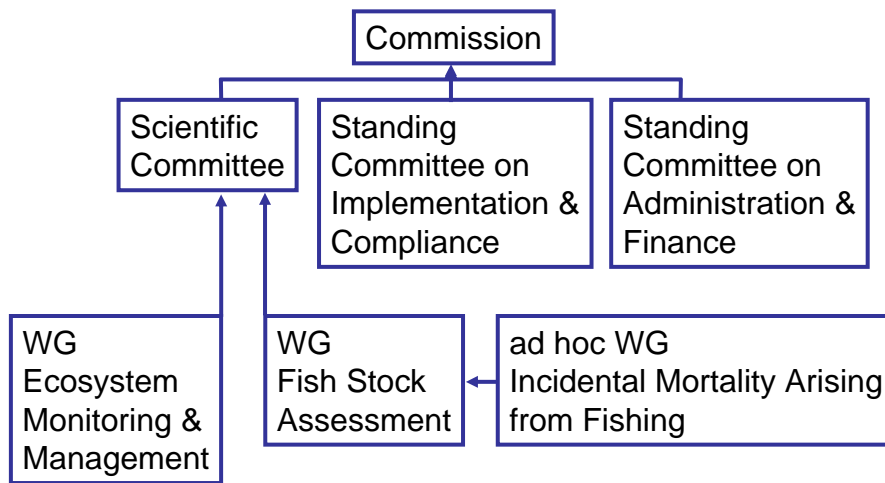 Commission
Scientific
Committee
Standing
Committee on
Implementation &
Compliance
Standing
Committee on
Administration &
Finance
WG
Ecosystem
Monitoring &
Management
WG
Fish Stock
Assessment
ad hoc WG
Incidental Mortality Arising
from Fishing